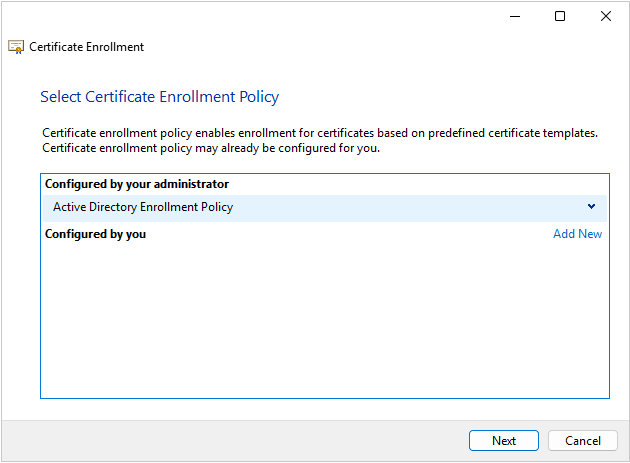 Certificate Enrollment
Select Certificate Enrollment Policy
Certificate enrollment policy enables enrollment for certificates based on predefined certificate templates.
Certificate enrollment policy may already be configured for you.
Configured by your administrator
Active Directory Enrollment Policy
Configured by you Add New
Next Cancel